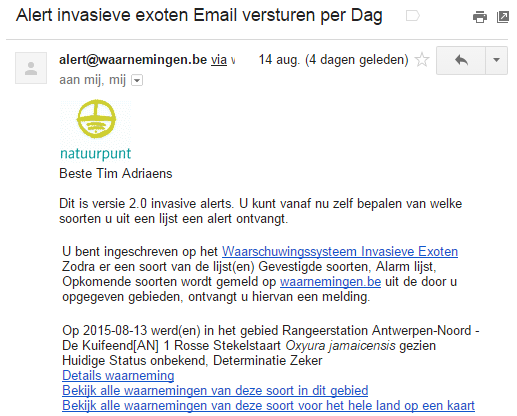 Alert invasieve exoten Email versturen per Dag
alert@waarnemingen.be via 14 aug. (4 dagen geleden)
aan mij, mij
natuurpunt
Beste Tim Adriaens
Dit is versie 2.0 invasive alerts. U kunt vanaf nu zelf bepalen van welke
soorten u uit een lijst een alert ontvangt.
U bent ingeschreven op het Waarschuwingssysteem Invasieve Exoten
Zodra er een soort van de lijst(en) Gevestigde soorten, Alarm lijst,
Opkomende soorten wordt gemeld op waarnemingen.be uit de door u
opgegeven gebieden, ontvangt u hiervan een melding.
Op 2015-08-13 werd(en) in het gebied Rangeerstation Antwerpen-Noord -
De Kuifeend[AN] 1 Rosse Stekelstaart Oxyura jamaicensis gezien
Huidige Status onbekend, Determinatie Zeker
Details waarneming
Bekijk alle waarnemingen van deze soort in dit gebied
Bekijk alle waarnemingen van deze soort voor het hele land op een kaart